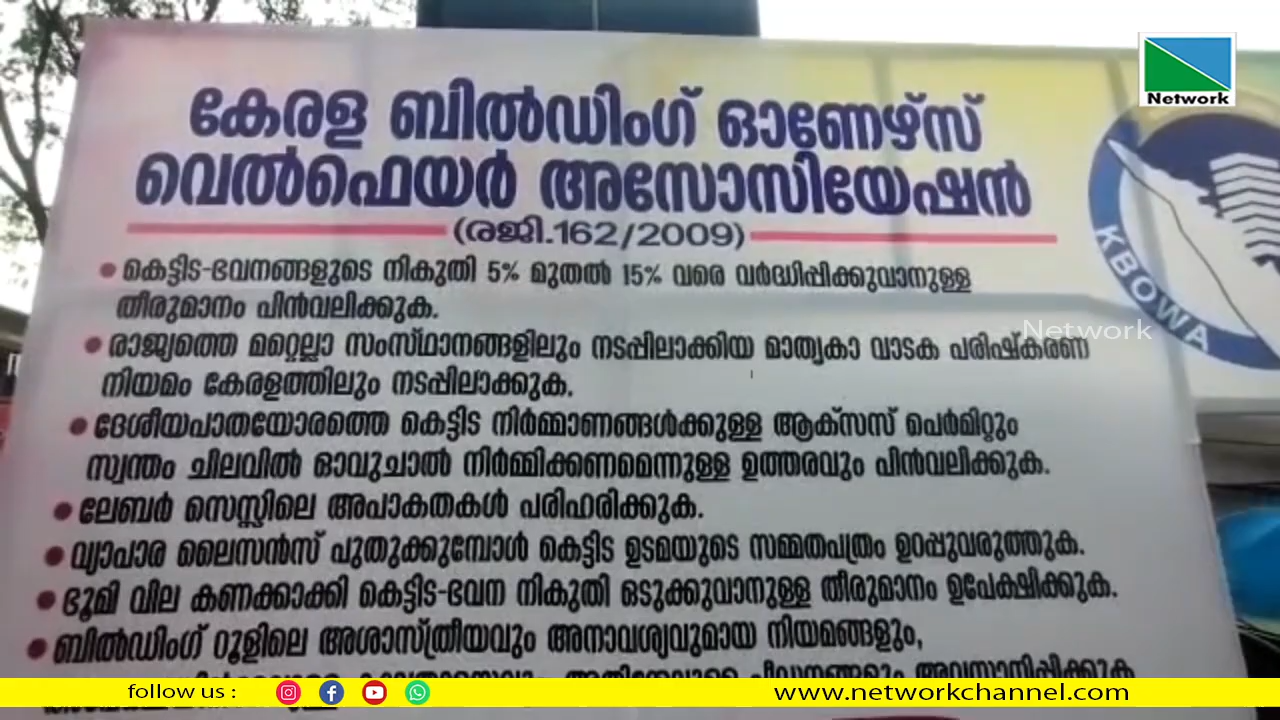 Network
കേരള ബിൽഡിംഗ് ഓണേഴ്സ്
വെൽഫെയർ അസോസിയേഷൻ
(രജി.162/2009)
KBOWA
Network
• കെട്ടിട-ഭവനങ്ങളുടെ നികുതി 5% മുതൽ 15% വരെ വർദ്ധിപ്പിക്കുവാനുള്ള
തീരുമാനം പിൻവലിക്കുക.
• രാജ്യത്തെ മറ്റെല്ലാ സംസ്ഥാനങ്ങളിലും നടപ്പിലാക്കിയ മാതൃകാ വാടക പരിഷ്കരണ
നിയമം കേരളത്തിലും നടപ്പിലാക്കുക.
• ദേശീയപാതയോരത്തെ കെട്ടിട നിർമ്മാണങ്ങൾക്കുള്ള ആക്സസ് പെർമിറ്റും
സ്വന്തം ചിലവിൽ ഓവുചാൽ നിർമ്മിക്കണമെന്നുള്ള ഉത്തരവും പിൻവലിക്കുക.
• ലേബർ സെസ്സിലെ അപാകതകൾ പരിഹരിക്കുക.
• വ്യാപാര ലൈസൻസ് പുതുക്കുമ്പോൾ കെട്ടിട ഉടമയുടെ സമ്മതപത്രം ഉറപ്പുവരുത്തുക.
• ഭൂമി വില കണക്കാക്കി കെട്ടിട-ഭവന നികുതി ഒടുക്കുവാനുള്ള തീരുമാനം ഉപേക്ഷിക്കുക.
• ബിൽഡിംഗ് റൂളിലെ അശാസ്ത്രീയവും അനാവശ്യവുമായ നിയമങ്ങളും,
പീഡനങ്ങളും അവസാനിപ്പിക്കുക
follow us :
www.networkchannel.com